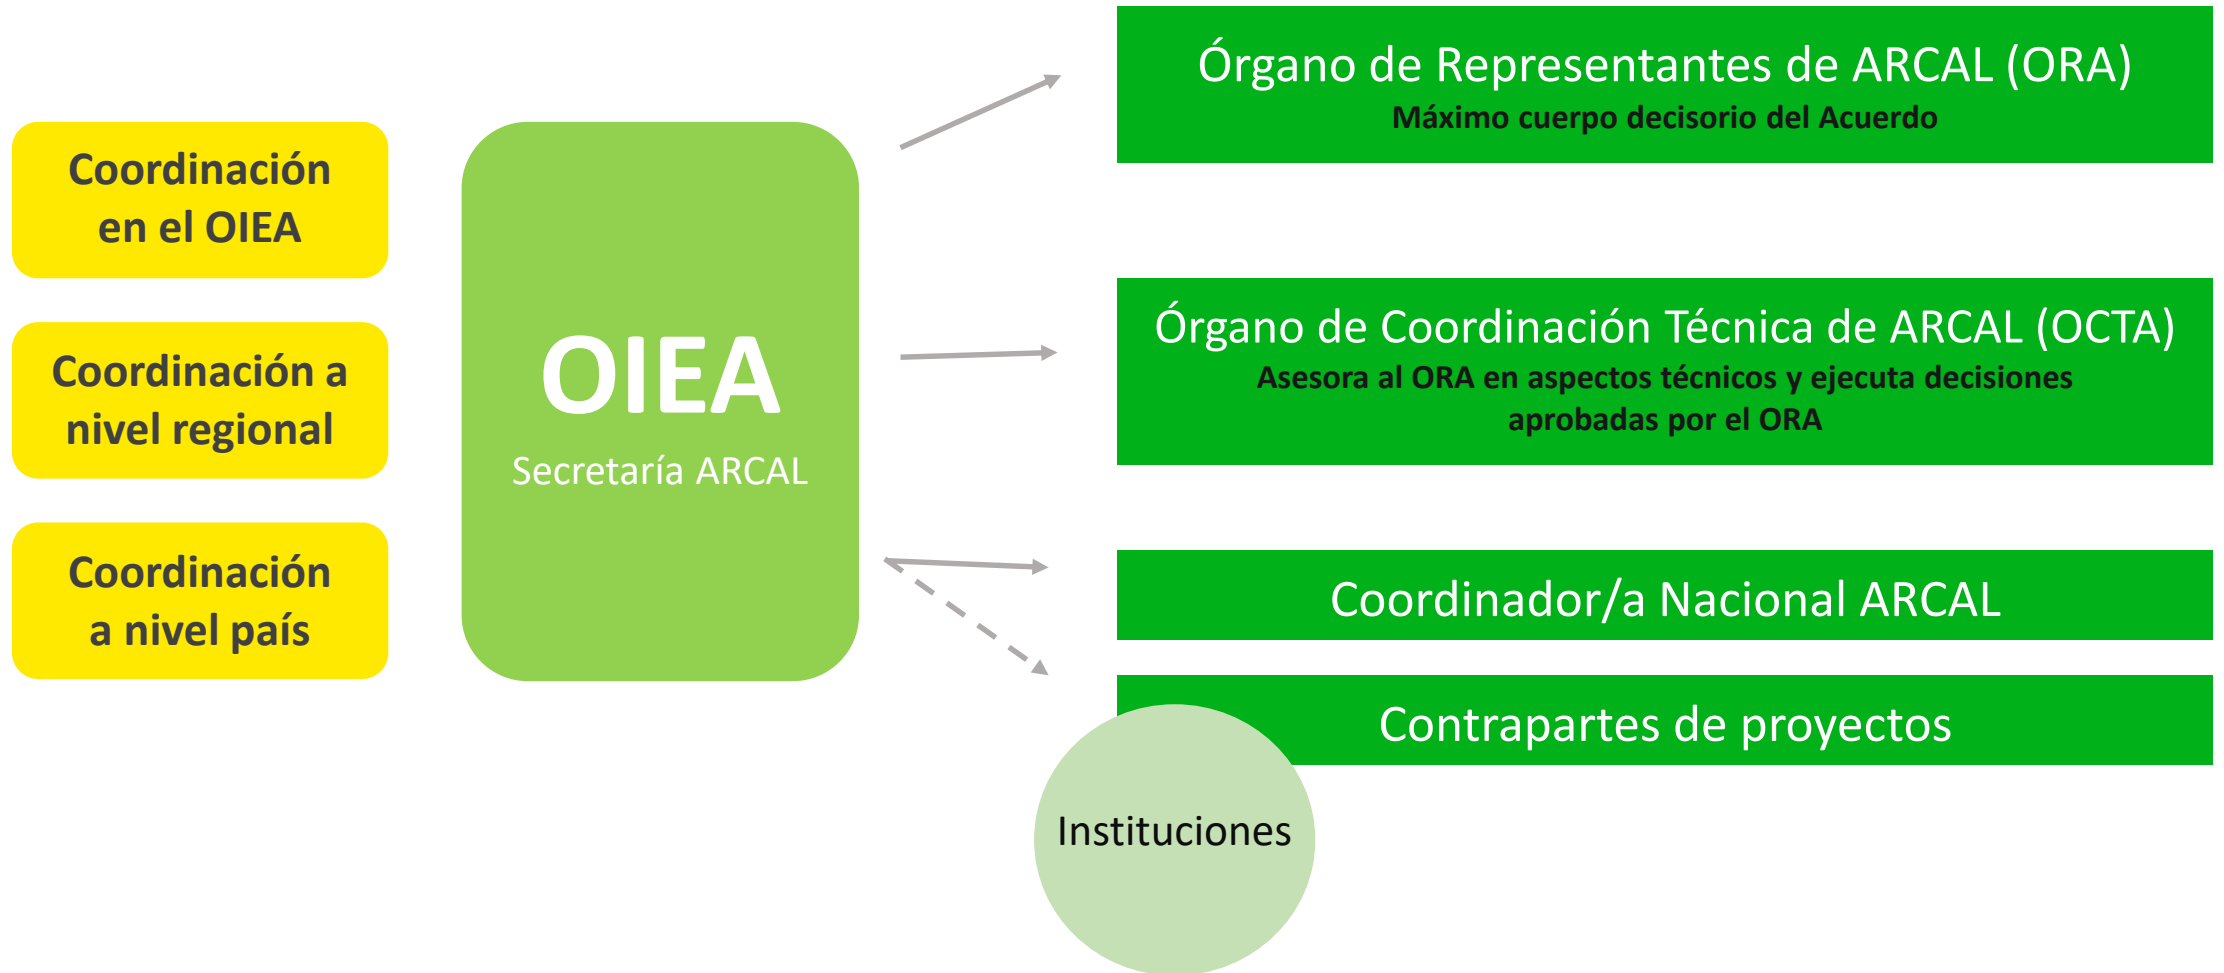 Coordinación
en el OIEA
Coordinación a
nivel regional
Coordinación
a nivel país
OIEA
Secretaría ARCAL
Órgano de Representantes de ARCAL (ORA)
Máximo cuerpo decisorio del Acuerdo
Órgano de Coordinación Técnica de ARCAL (OCTA)
Asesora al ORA en aspectos técnicos y ejecuta decisiones
aprobadas por el ORA
Coordinador/a Nacional ARCAL
Contrapartes de proyectos
Instituciones